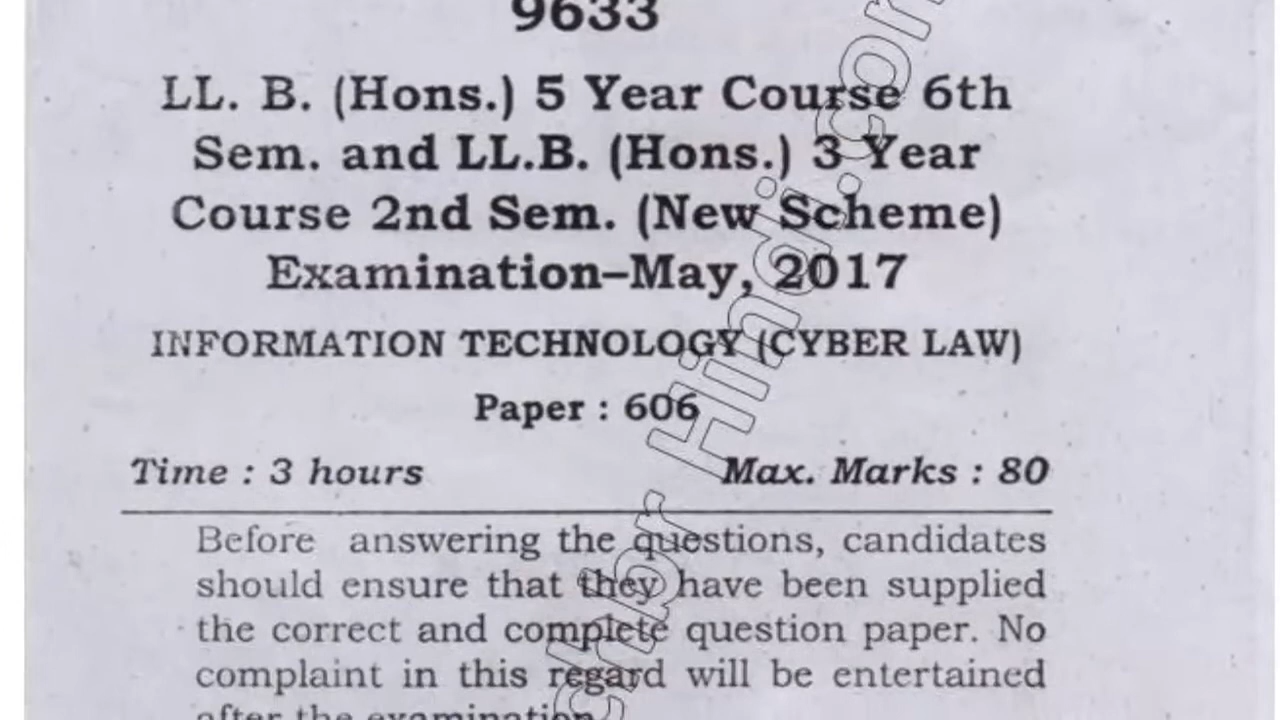 9633
LL. B. (Hons.) 5 Year Course 6th
Sem. and LL.B. (Hons.) 3 Year
Course 2nd Sem. (New Scheme)
Examination–May, 2017
INFORMATION TECHNOLOGY (CYBER LAW)
Paper : 606
Time : 3 hours Max. Marks : 80
Before answering the questions, candidates
should ensure that they have been supplied
the correct and complete question paper. No
complaint in this regard will be entertained
after the examination.
Hindi.com